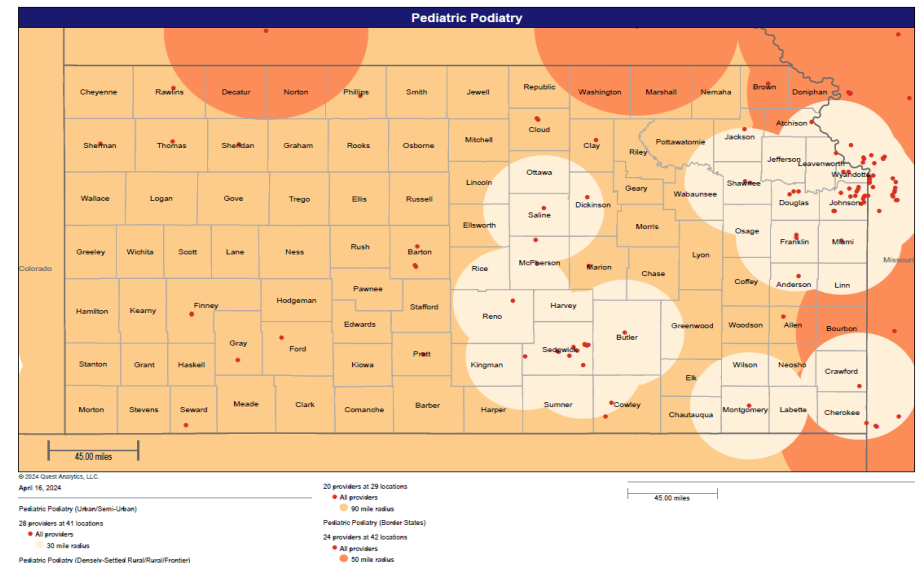 Pediatric Podiatry
Cheyenne
Rawlins
Decatur
Norton
Phillips
Smith
Jewell
Republic
Washington
Marshall
Nemaha
Brown
Doniphan
Atchison
Sherman
Thomas
Sheridan
Graham
Rooks
Osborne
Mitchell
Cloud
Clay
Riley
Pottawatomie
Jackson
Jefferson
Leavenworth
Wyandotte
Wallace
Logan
Gove
Trego
Ellis
Russell
Lincoln
Ottawa
Saline
Dickinson
Geary
Wabaunsee
Shawnee
Douglas
Johnson
Greeley
Wichita
Scott
Lane
Ness
Rush
Barton
Ellsworth
Rice
McPherson
Marion
Morris
Chase
Lyon
Osage
Franklin
Miami
Colorado
Missouri
Hamilton
Kearny
Finney
Hodgeman
Pawnee
Stafford
Edwards
Reno
Harvey
Butler
Greenwood
Coffey
Anderson
Linn
Woodson
Allen
Bourbon
Stanton
Grant
Haskell
Gray
Ford
Kiowa
Pratt
Kingman
Sedgwick
Elk
Wilson
Neosho
Crawford
Morton
Stevens
Seward
Meade
Clark
Comanche
Barber
Harper
Sumner
Cowley
Chautauqua
Montgomery
Labette
Cherokee
45.00 miles
© 2024 Quest Analytics, LLC.
April 16, 2024
Pediatric Podiatry (Urban/Semi-Urban)
28 providers at 41 locations
All providers
30 mile radius
Pediatric Podiatry (Densely-Settled Rural/Rural/Frontier)
20 providers at 29 locations
All providers
90 mile radius
Pediatric Podiatry (Border States)
24 providers at 42 locations
All providers
50 mile radius
45.00 miles